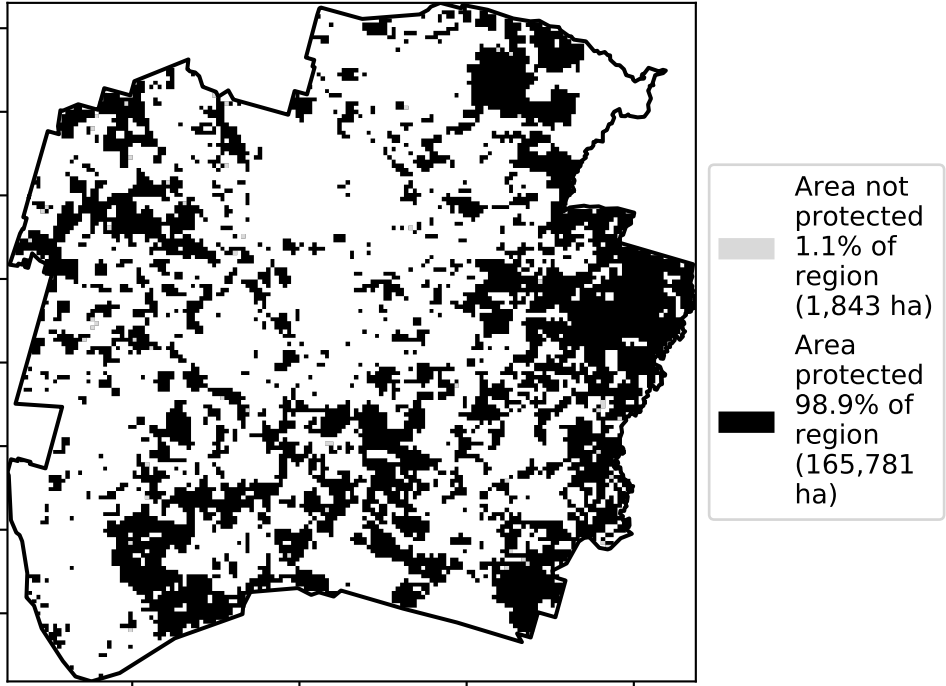 Area not
protected
1.1% of
region
(1,843 ha)
Area
protected
98.9% of
region
(165,781
ha)